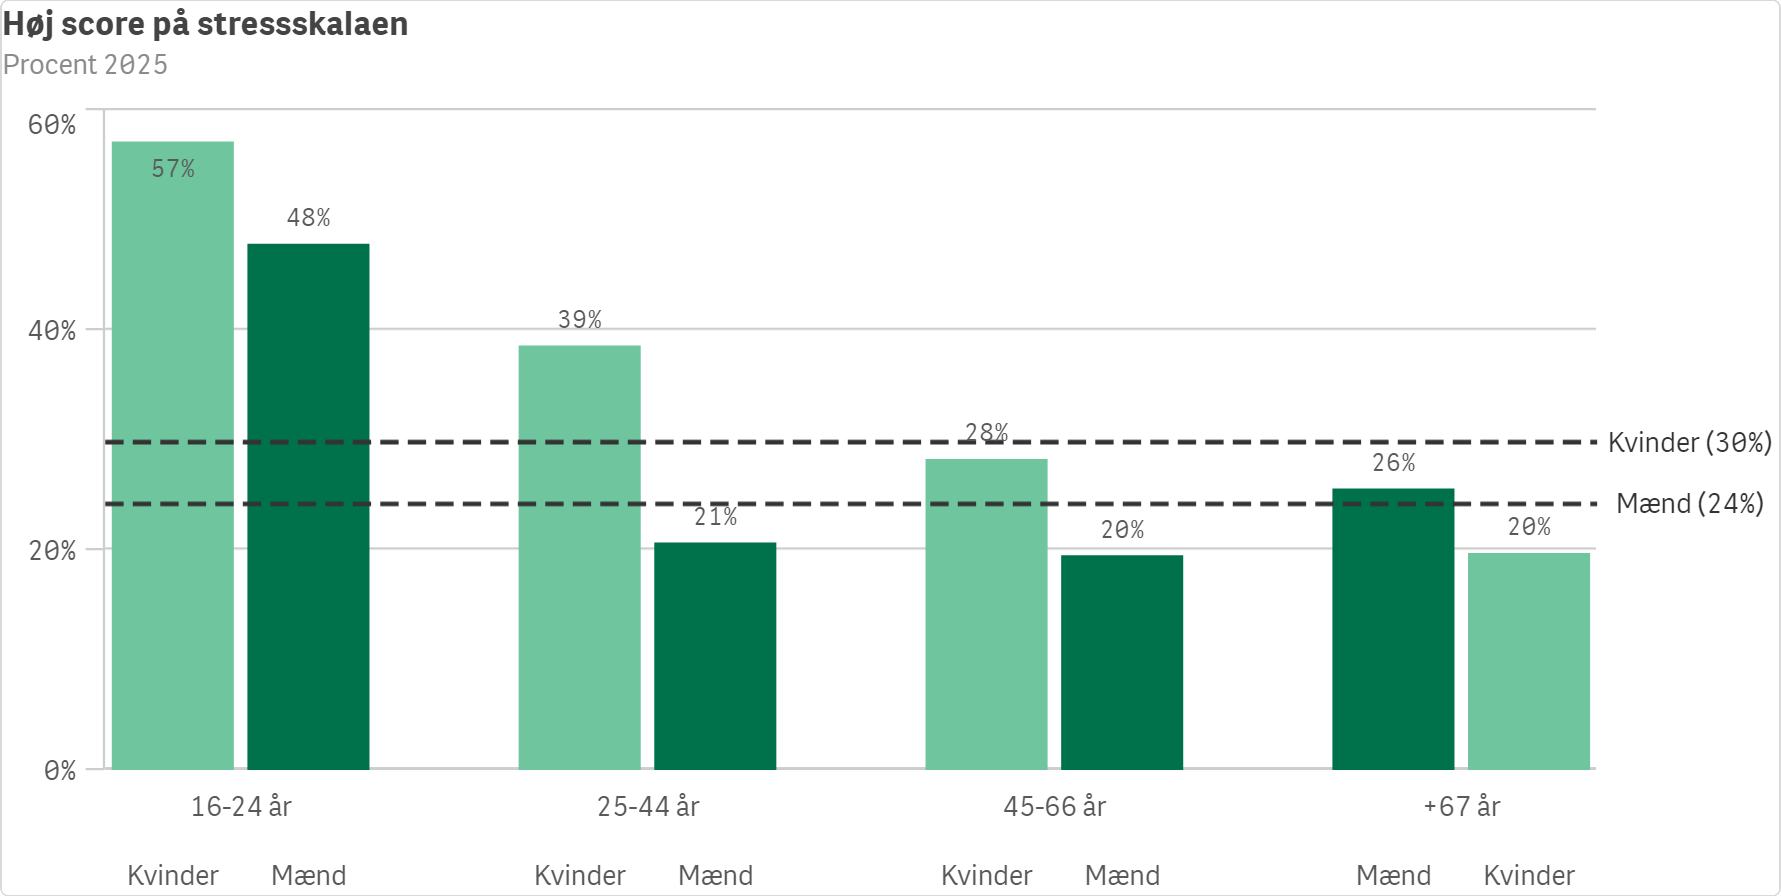 Høj score på stressskalaen
Procent 2025
60%
40%
20%
0%
57%
48%
39%
21%
28%
20%
26%
20%
Kvinder (30%)
Mænd (24%)
16-24 år
25-44 år
45-66 år
+67 år
Kvinder
Mænd
Kvinder
Mænd
Kvinder
Mænd
Mænd
Kvinder